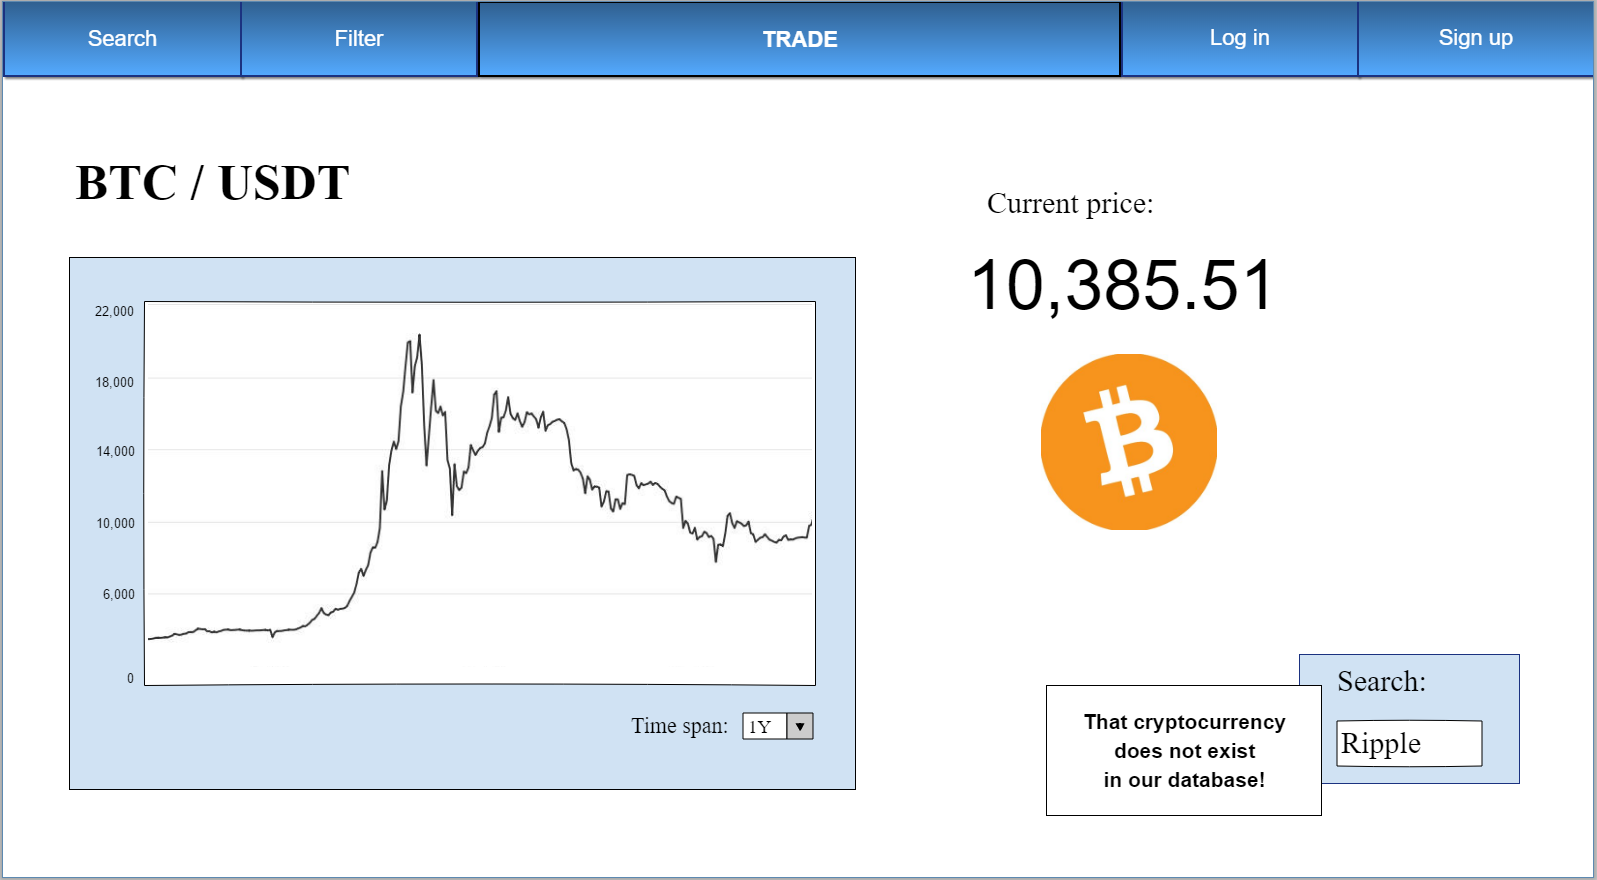 Search
Filter
TRADE
Log in
Sign up
BTC / USDT
Current price:
10,385.51
22,000
18,000
14,000
10,000
6,000
0
Time span:
1Y
Search:
Ripple
That cryptocurrency
does not exist
in our database!